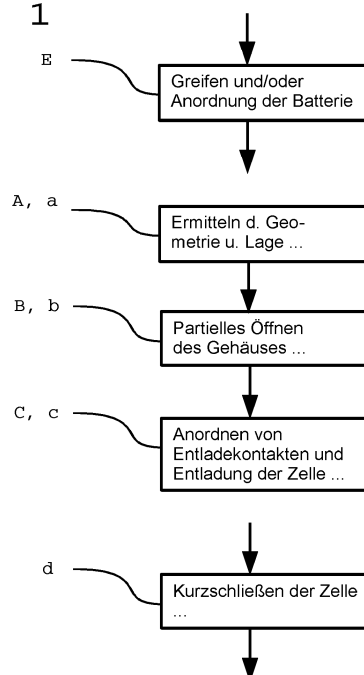 1
E
Greifen und/oder
Anordnung der Batterie
A, a
Ermitteln d. Geo-
metrie u. Lage ...
B, b
Partielles Öffnen
des Gehäuses ...
C, c
Anordnen von
Entladekontakten und
Entladung der Zelle ...
d
Kurzschließen der Zelle
...